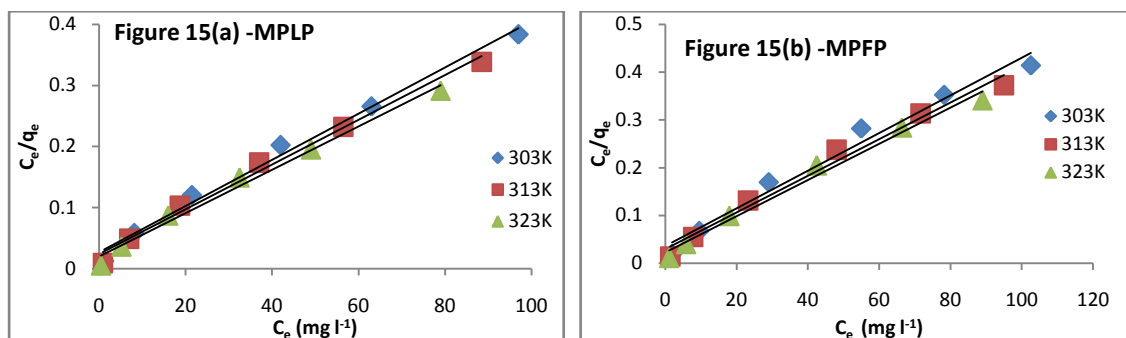 Figure 15(a) -MPLP
0.4
0.3
0.2
0.1
0
Cₑ/qₑ
303K
313K
323K
0 20 40 60 80 100
Cₑ (mg l⁻¹)
Figure 15(b) -MPFP
0.5
0.4
0.3
0.2
0.1
0
Cₑ/qₑ
303K
313K
323K
0 20 40 60 80 100 120
Cₑ (mg l⁻¹)